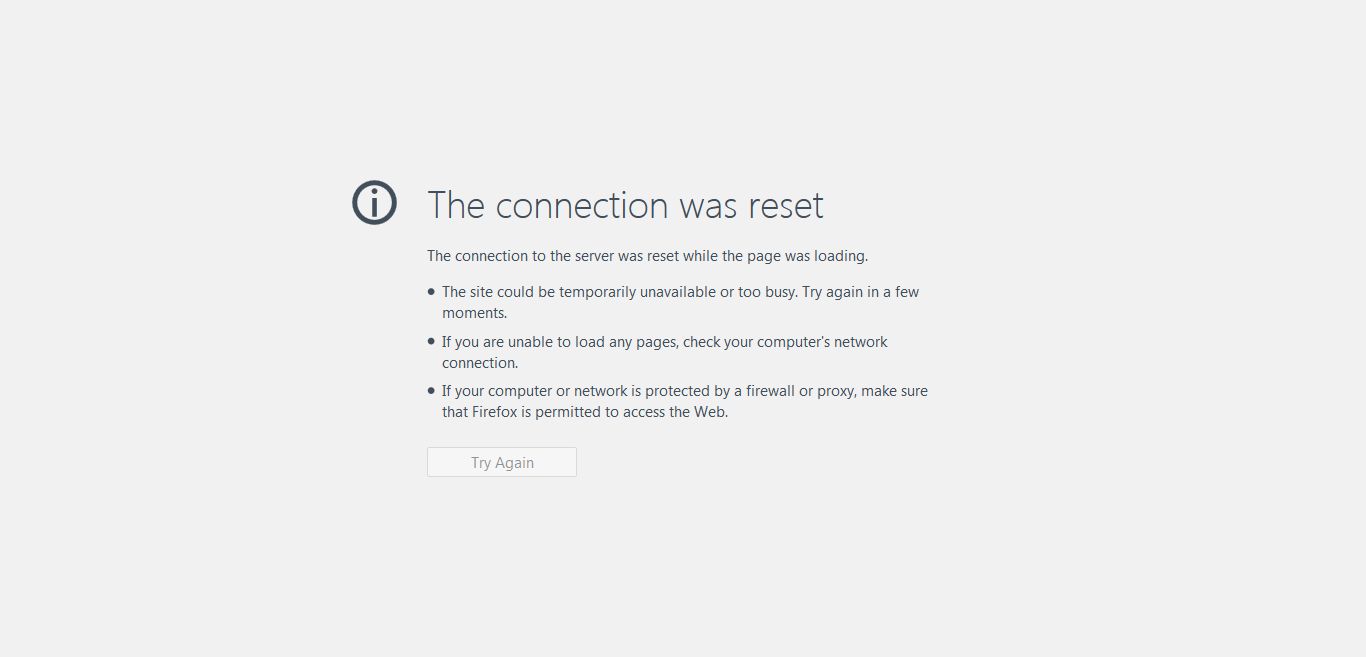 The connection was reset
The connection to the server was reset while the page was loading.
The site could be temporarily unavailable or too busy. Try again in a few
moments.
If you are unable to load any pages, check your computer's network
connection.
If your computer or network is protected by a firewall or proxy, make sure
that Firefox is permitted to access the Web.
Try Again